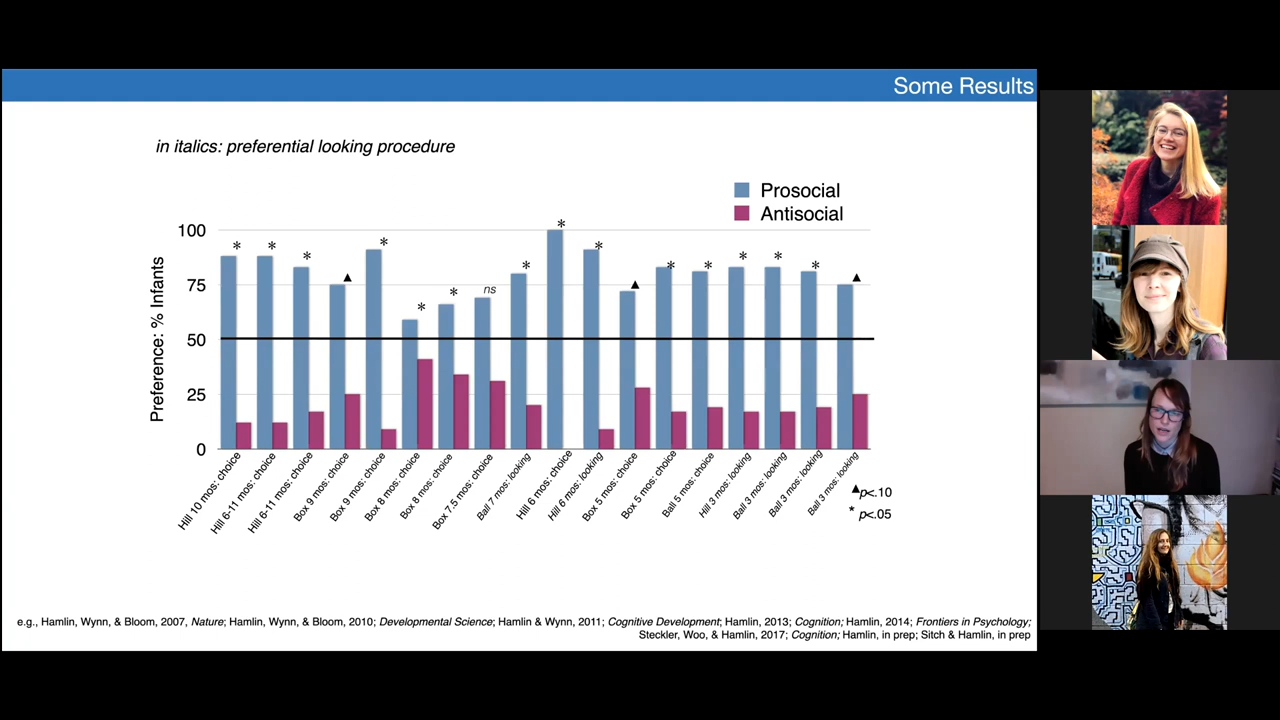 Some Results
in italics: preferential looking procedure
Prosocial
Antisocial
Preference: % Infants
100
75
50
25
0
* * * ▲ * * * ns * * * ▲ * * * * * ▲
Hill 10 mos: choice
Hill 6-11 mos: choice
Hill 6-11 mos: choice
Box 9 mos: choice
Box 9 mos: choice
Box 8 mos: choice
Box 8 mos: choice
Box 7.5 mos: choice
Ball 7 mos: looking
Hill 6 mos: choice
Hill 6 mos: looking
Box 5 mos: choice
Box 5 mos: choice
Ball 5 mos: choice
Hill 3 mos: looking
Ball 3 mos: looking
Ball 3 mos: looking
Ball 3 mos: looking
▲p<.10
* p<.05
e.g., Hamlin, Wynn, & Bloom, 2007, Nature; Hamlin, Wynn, & Bloom, 2010; Developmental Science; Hamlin & Wynn, 2011; Cognitive Development; Hamlin, 2013; Cognition; Hamlin, 2014; Frontiers in Psychology;
Steckler, Woo, & Hamlin, 2017; Cognition; Hamlin, in prep; Sitch & Hamlin, in prep